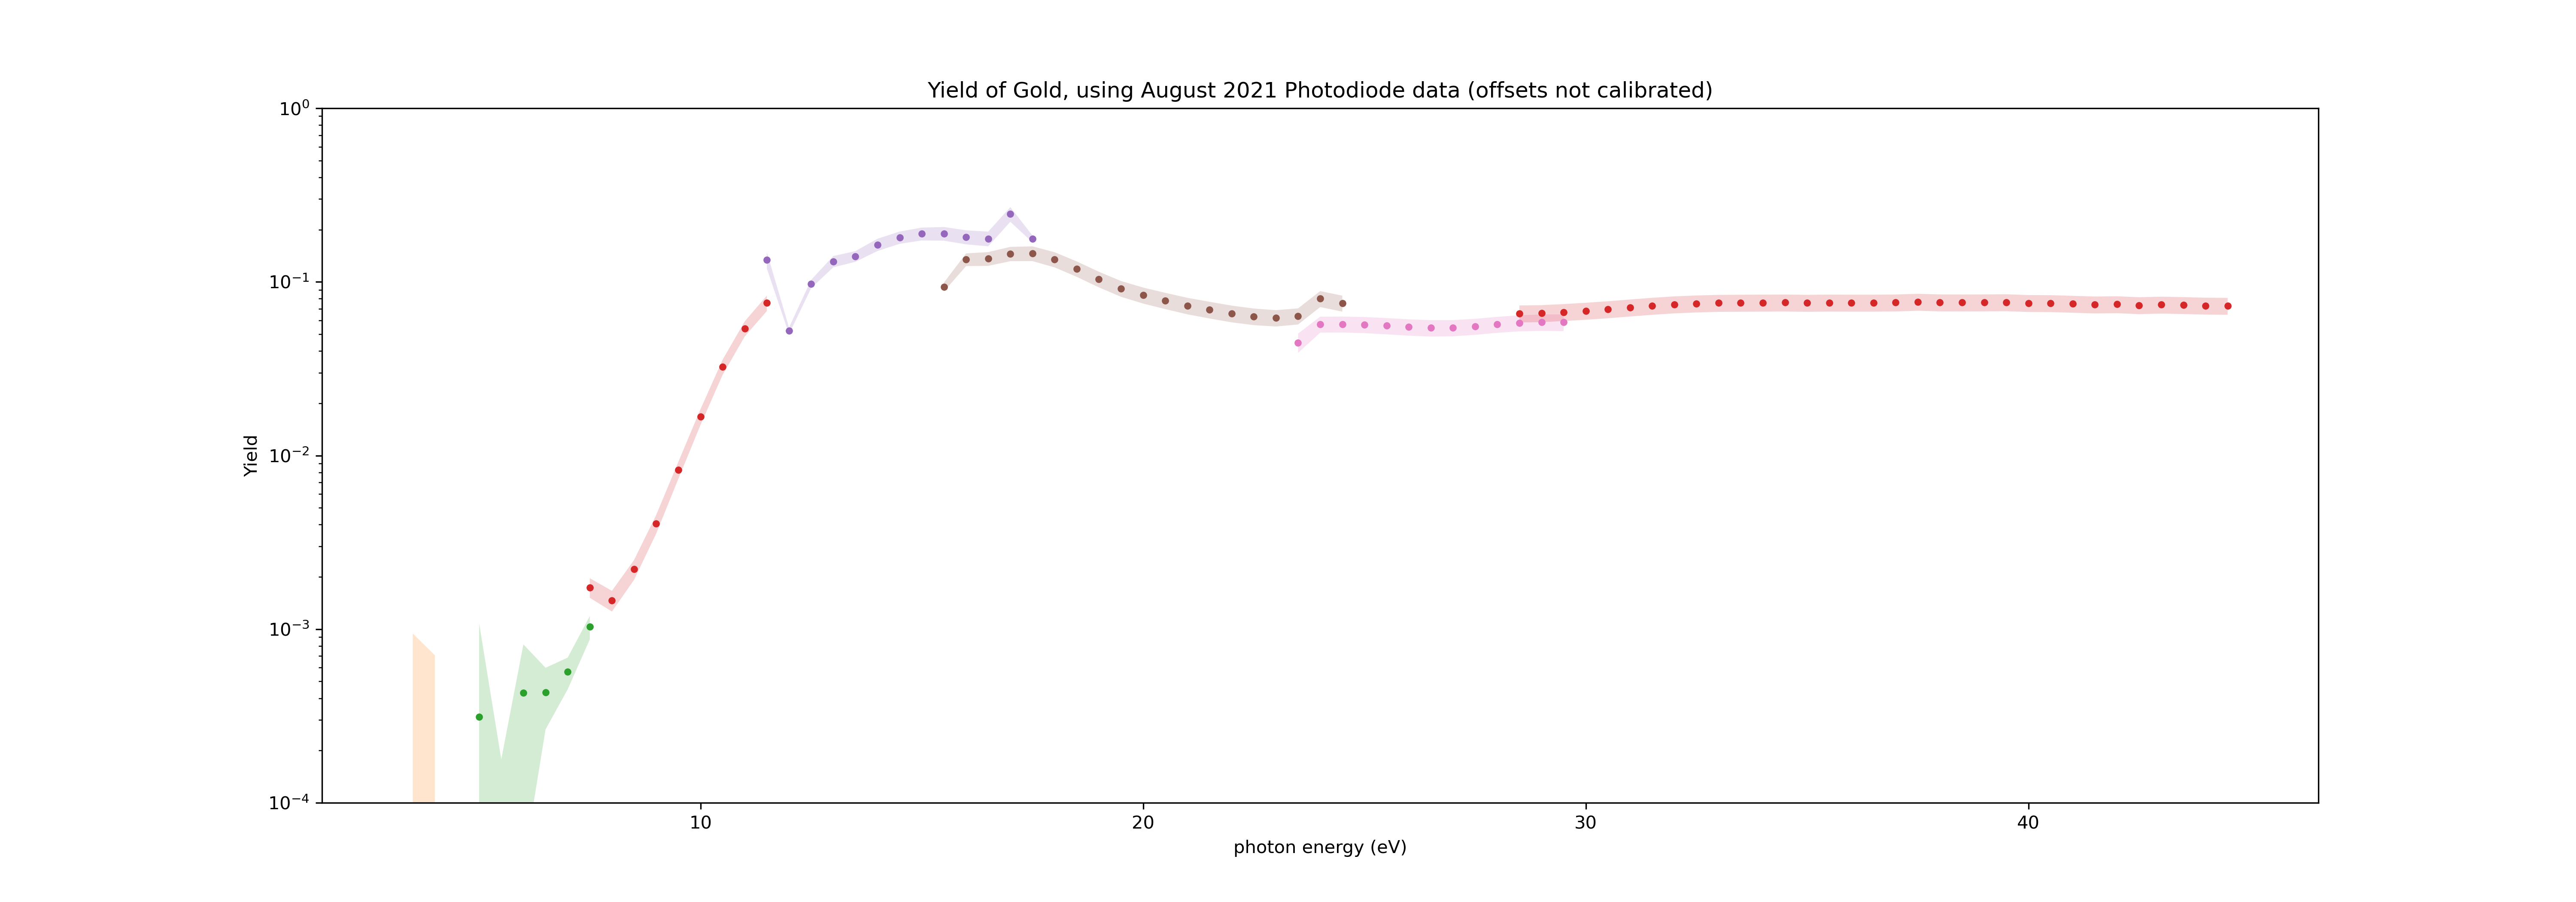 Yield of Gold, using August 2021 Photodiode data (offsets not calibrated)
10⁰
10⁻¹
10⁻²
10⁻³
10⁻⁴
Yield
10 20 30 40
photon energy (eV)